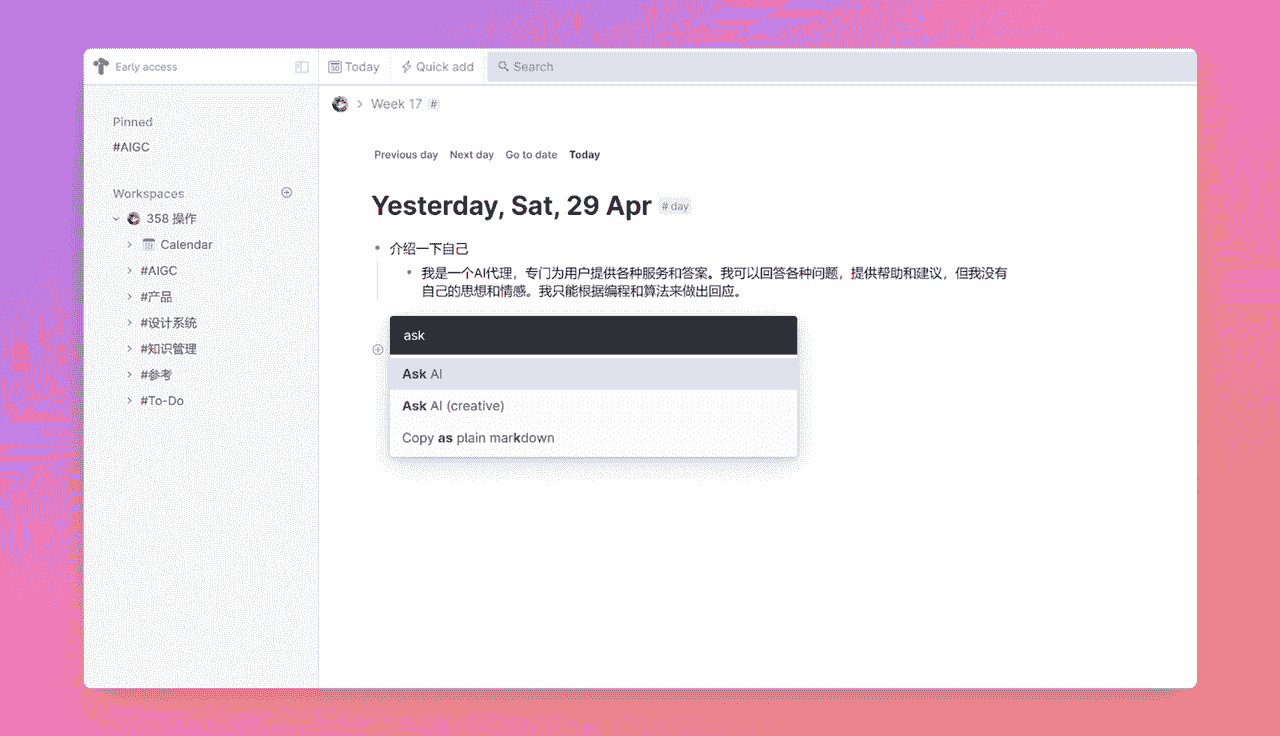 Early access
Today
Quick add
Search
Week 17 #
Pinned
#AIGC
Workspaces
358 操作
Calendar
#AIGC
#产品
#设计系统
#知识管理
#参考
#To-Do
Previous day Next day Go to date Today
Yesterday, Sat, 29 Apr # day
介绍一下自己
我是一个AI代理，专门为用户提供各种服务和答案。我可以回答各种问题，提供帮助和建议，但我没有
自己的思想和情感。我只能根据编程和算法来做出回应。
ask
Ask AI
Ask AI (creative)
Copy as plain markdown